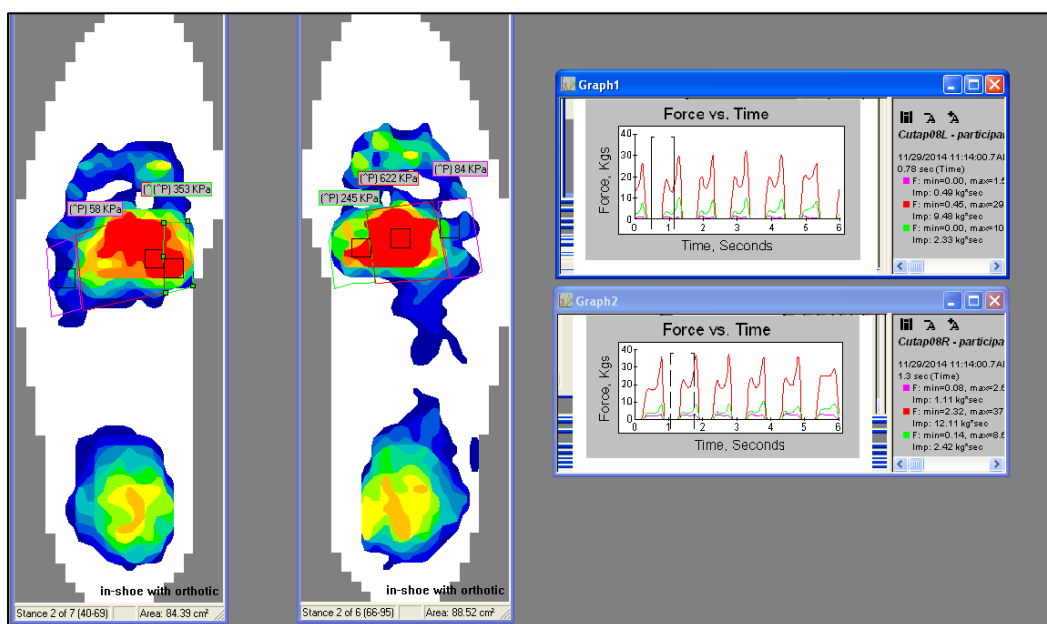 (^
(^P) 353 KPa
(^P) 58 KPa
in-shoe with orthotic
Stance 2 of 7 (40-69)
Area: 84.39 cm²
(^P) 84 KPa
(^P) 622 KPa
(^P) 245 KPa
in-shoe with orthotic
Stance 2 of 6 (66-95)
Area: 88.52 cm²
Graph1
Force vs. Time
Force, Kgs
40
20
0
0 1 2 3 4 5 6
Time, Seconds
Cutap08L - participa
11/29/2014 11:14:00.7AI
0.78 sec (Time)
F: min=0.00, max=1.5
Imp: 0.49 kg*sec
F: min=0.45, max=29
Imp: 9.48 kg*sec
F: min=0.00, max=10
Imp: 2.33 kg*sec
Graph2
Force vs. Time
Force, Kgs
40
20
0
0 1 2 3 4 5 6
Time, Seconds
Cutap08R - participa
11/29/2014 11:14:00.7AI
1.3 sec (Time)
F: min=0.08, max=2.6
Imp: 1.11 kg*sec
F: min=2.32, max=37
Imp: 12.11 kg*sec
F: min=0.14, max=8.6
Imp: 2.42 kg*sec